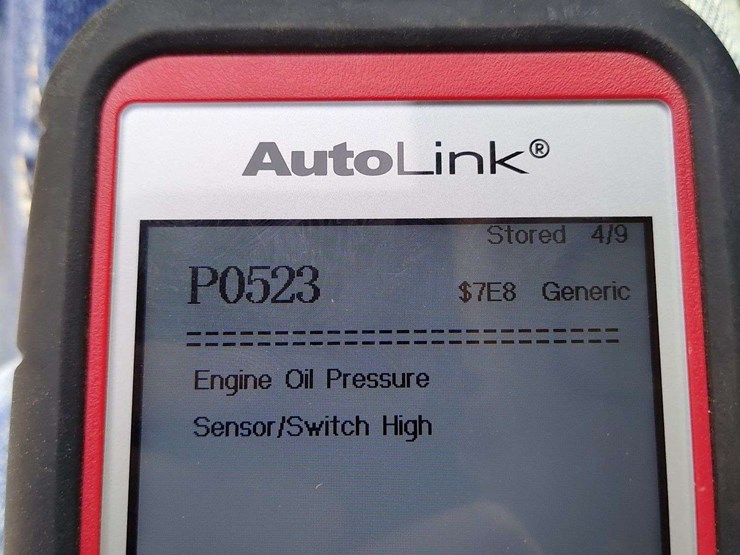 AutoLink®
Stored 4/9
P0523 $7E8 Generic
Engine Oil Pressure
Sensor/Switch High